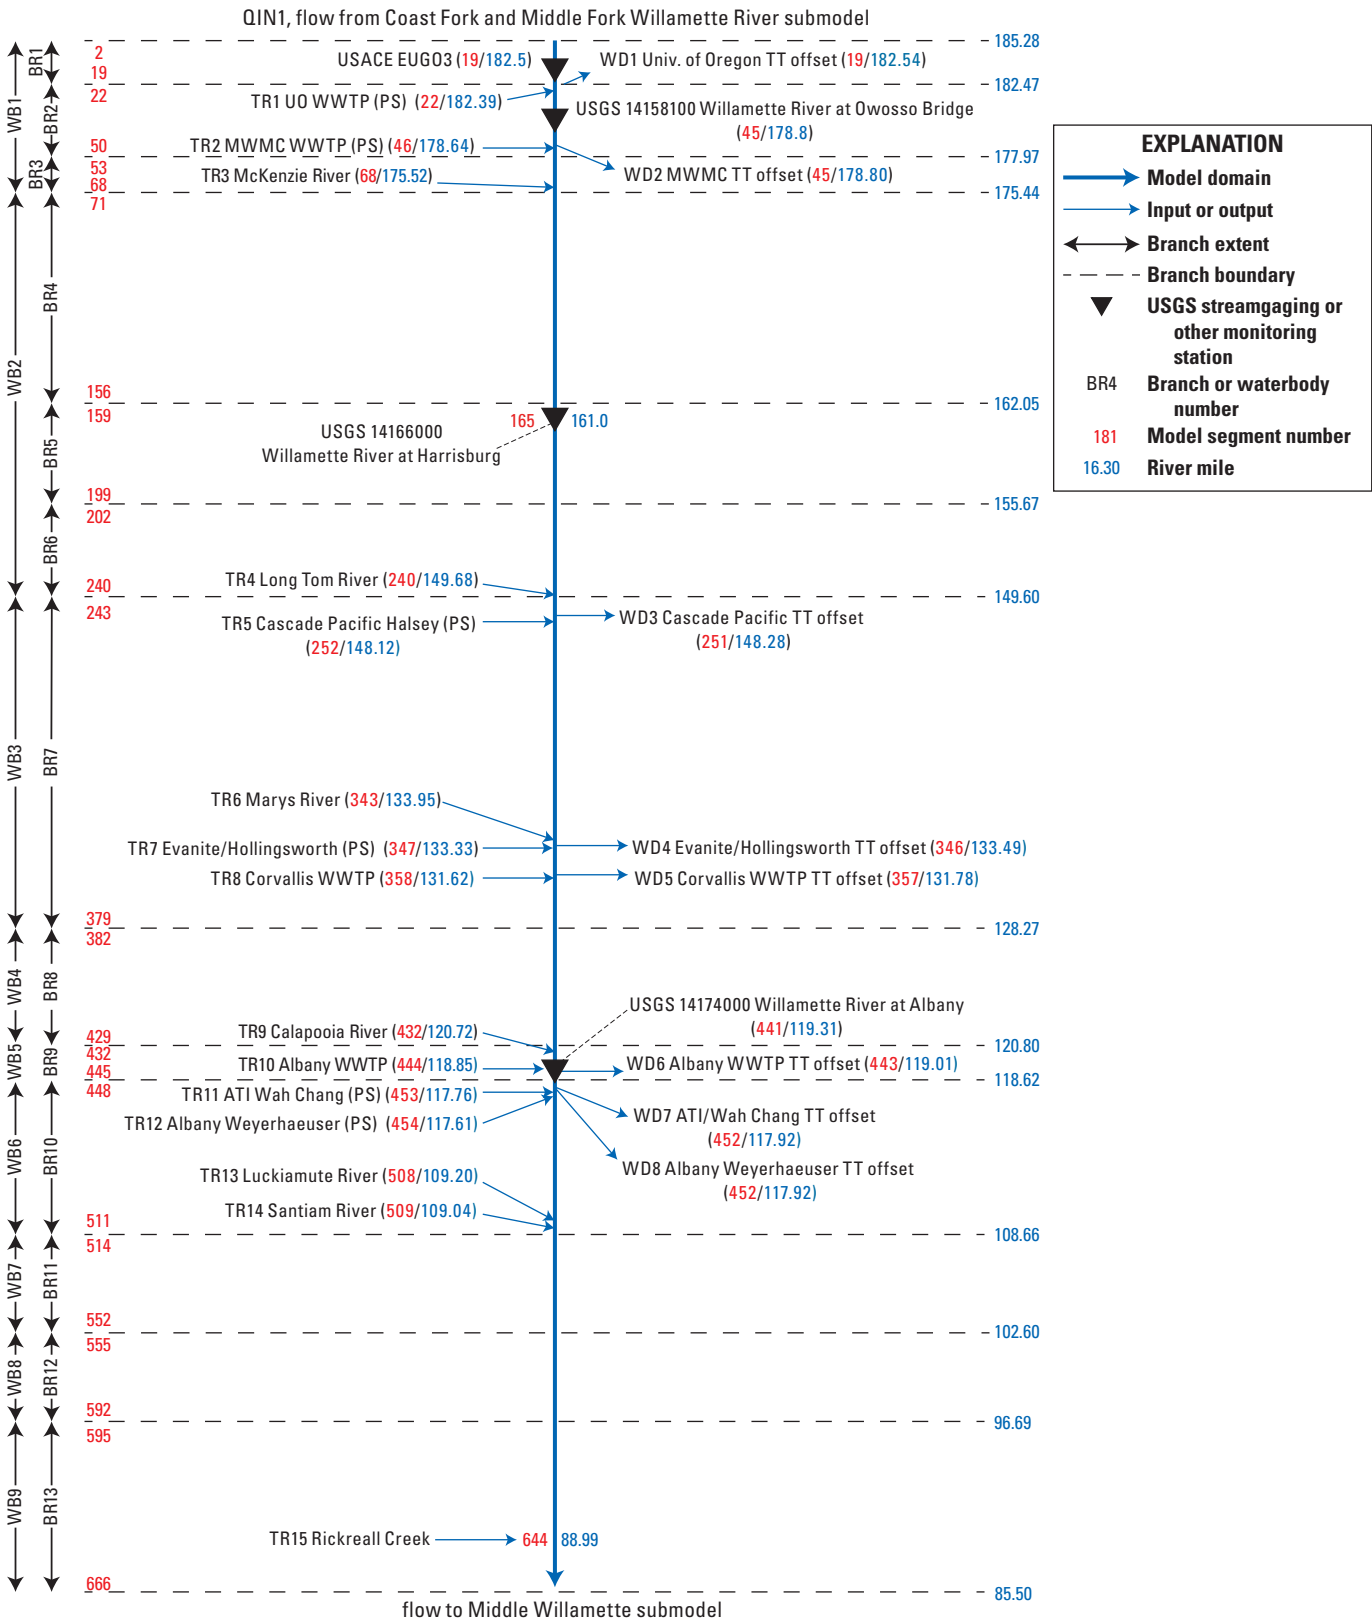 QIN1, flow from Coast Fork and Middle Fork Willamette River submodel
185.28
2
BR1
USACE EUGO3 (19/182.5)
WD1 Univ. of Oregon TT offset (19/182.54)
19
182.47
22
TR1 UO WWTP (PS) (22/182.39)
WB1
BR2
USGS 14158100 Willamette River at Owosso Bridge
(45/178.8)
TR2 MWMC WWTP (PS) (46/178.64)
50
177.97
53
BR3
TR3 McKenzie River (68/175.52)
WD2 MWMC TT offset (45/178.80)
68
175.44
71
BR4
WB2
156
162.05
159
165
161.0
USGS 14166000
Willamette River at Harrisburg
BR5
199
155.67
202
BR6
TR4 Long Tom River (240/149.68)
240
149.60
243
WD3 Cascade Pacific TT offset
(251/148.28)
TR5 Cascade Pacific Halsey (PS)
(252/148.12)
WB3
BR7
TR6 Marys River (343/133.95)
TR7 Evanite/Hollingsworth (PS) (347/133.33)
WD4 Evanite/Hollingsworth TT offset (346/133.49)
TR8 Corvallis WWTP (358/131.62)
WD5 Corvallis WWTP TT offset (357/131.78)
379
128.27
382
WB4
BR8
USGS 14174000 Willamette River at Albany
(441/119.31)
TR9 Calapooia River (432/120.72)
429
120.80
432
WB5
BR9
TR10 Albany WWTP (444/118.85)
WD6 Albany WWTP TT offset (443/119.01)
445
118.62
448
TR11 ATI Wah Chang (PS) (453/117.76)
TR12 Albany Weyerhaeuser (PS) (454/117.61)
WD7 ATI/Wah Chang TT offset
(452/117.92)
WB6
BR10
WD8 Albany Weyerhaeuser TT offset
(452/117.92)
TR13 Luckiamute River (508/109.20)
TR14 Santiam River (509/109.04)
511
108.66
514
WB7
BR11
552
102.60
555
WB8
BR12
592
96.69
595
WB9
BR13
TR15 Rickreall Creek
644
88.99
666
85.50
flow to Middle Willamette submodel
EXPLANATION
Model domain
Input or output
Branch extent
Branch boundary
USGS streamgaging or
other monitoring
station
BR4 Branch or waterbody
number
181 Model segment number
16.30 River mile